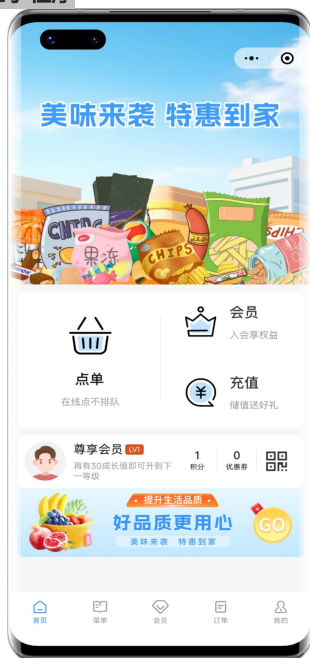 美味来袭 特惠到家
CHIPS
果冻
CHIPS
会员
入会享权益
点单
在线点不排队
充值
储值送好礼
尊享会员 LV1
再有30成长值即可升到下
一等级
1
积分
0
优惠券
提升生活品质
好品质更用心
美味来袭 特惠到家
GO
首页
菜单
会员
订单
我的